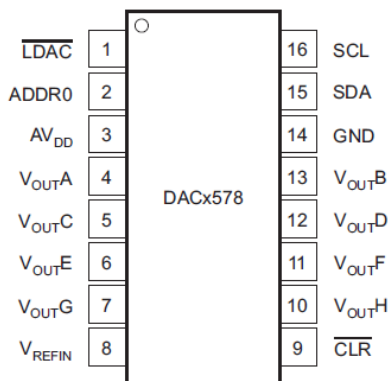 LDAC 1 16 SCL
ADDR0 2 15 SDA
AVDD 3 14 GND
VOUTA 4 13 VOUTB
DACx578
VOUTC 5 12 VOUTD
VOUTE 6 11 VOUTF
VOUTG 7 10 VOUTH
VREFIN 8 9 CLR